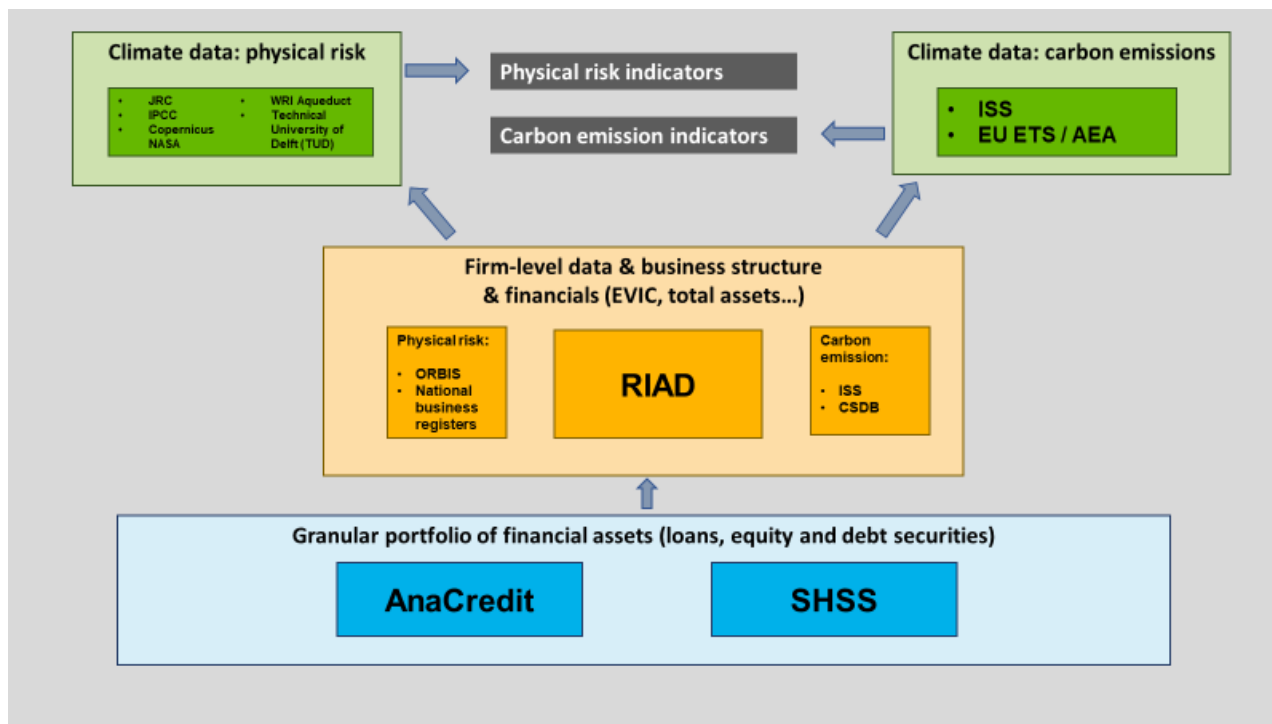 Climate data: physical risk
• JRC
• IPCC
• Copernicus
NASA
• WRI Aqueduct
• Technical
University of
Delft (TUD)
Physical risk indicators
Carbon emission indicators
Climate data: carbon emissions
• ISS
• EU ETS / AEA
Firm-level data & business structure
& financials (EVIC, total assets...)
Physical risk:
• ORBIS
• National
business
registers
RIAD
Carbon
emission:
• ISS
• CSDB
Granular portfolio of financial assets (loans, equity and debt securities)
AnaCredit
SHSS